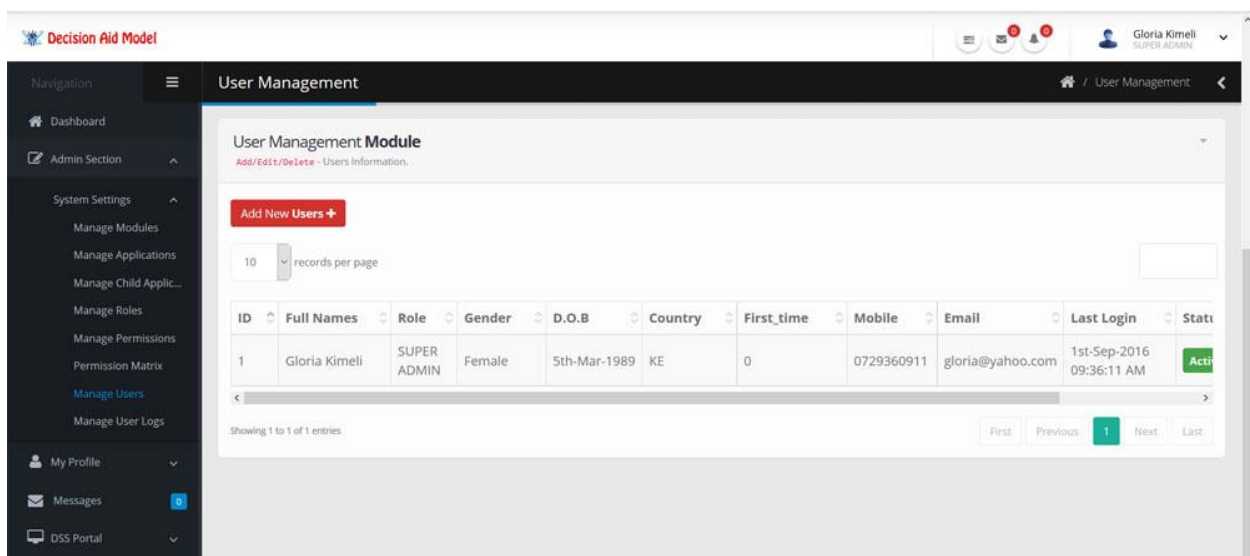 Decision Aid Model
0
0
Gloria Kimeli
SUPER ADMIN
Navigation
User Management
/ User Management
Dashboard
Admin Section
System Settings
Manage Modules
Manage Applications
Manage Child Applic...
Manage Roles
Manage Permissions
Permission Matrix
Manage Users
Manage User Logs
My Profile
Messages
0
DSS Portal
User Management Module
Add/Edit/Delete - Users Information.
Add New Users +
10 records per page
ID Full Names Role Gender D.O.B Country First_time Mobile Email Last Login Statu
1 Gloria Kimeli SUPER ADMIN Female 5th-Mar-1989 KE 0 0729360911 gloria@yahoo.com 1st-Sep-2016 09:36:11 AM Acti
Showing 1 to 1 of 1 entries
First Previous 1 Next Last